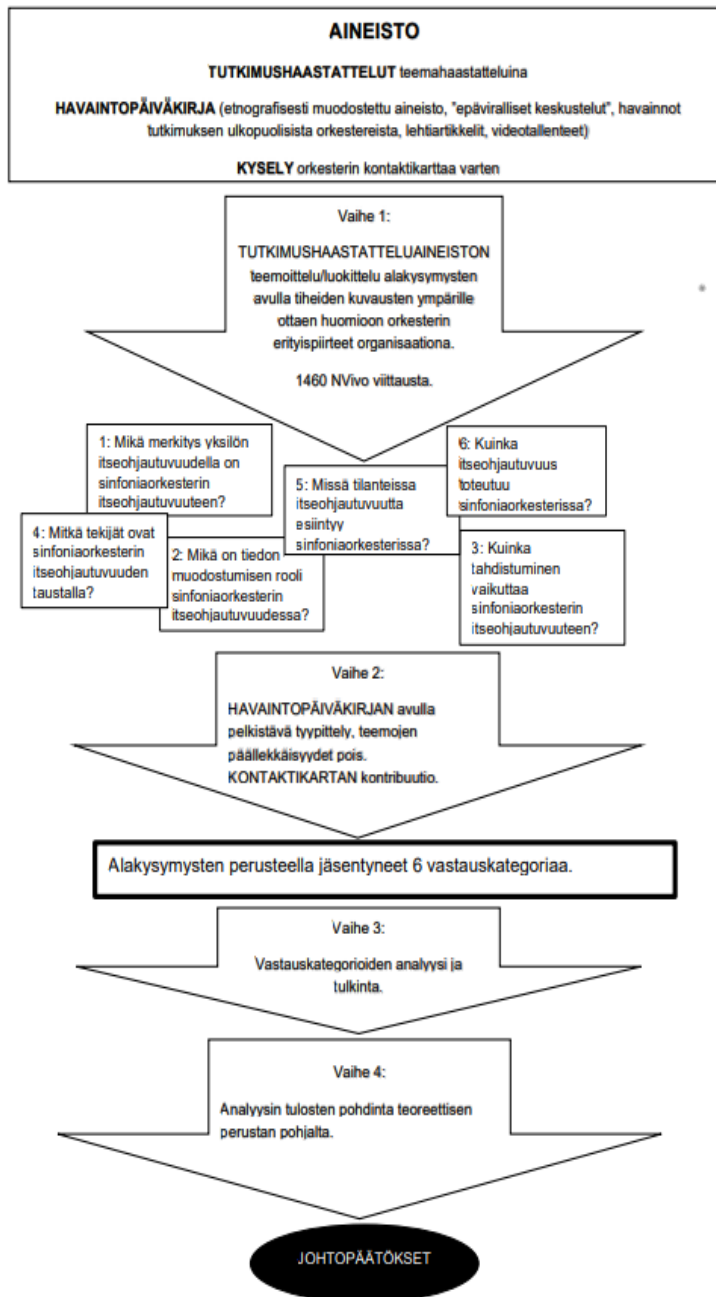 AINEISTO
TUTKIMUSHAASTATTELUT teemahaastatteluina
HAVAINTOPÄIVÄKIRJA (etnografisesti muodostettu aineisto, "epäviralliset keskustelut", havainnot
tutkimuksen ulkopuolisista orkestereista, lehtiartikkelit, videotallenteet)
KYSELY orkesterin kontaktikarttaa varten
Vaihe 1:
TUTKIMUSHAASTATTELUAINEISTON
teemoittelu/luokittelu alakysymysten
avulla tiheiden kuvausten ympärille
ottaen huomioon orkesterin
erityispiirteet organisaationa.
1460 NVivo viittausta.
1: Mikä merkitys yksilön
itseohjautuvuudella on
sinfoniaorkesterin
itseohjautuvuuteen?
4: Mitkä tekijät ovat
sinfoniaorkesterin
itseohjautuvuuden
taustalla?
2: Mikä on tiedon
muodostumisen rooli
sinfoniaorkesterin
itseohjautuvuudessa?
5: Missä tilanteissa
itseohjautuvuutta
esiintyy
sinfoniaorkesterissa?
6: Kuinka
itseohjautuvuus
toteutuu
sinfoniaorkesterissa?
3: Kuinka
tahdistuminen
vaikuttaa
sinfoniaorkesterin
itseohjautuvuuteen?
Vaihe 2:
HAVAINTOPÄIVÄKIRJAN avulla
pelkistävä tyypittely, teemojen
päällekkäisyydet pois.
KONTAKTIKARTAN kontribuutio.
Alakysymysten perusteella jäsentyneet 6 vastauskategoriaa.
Vaihe 3:
Vastauskategorioiden analyysi ja
tulkinta.
Vaihe 4:
Analyysin tulosten pohdinta teoreettisen
perustan pohjalta.
JOHTOPÄÄTÖKSET